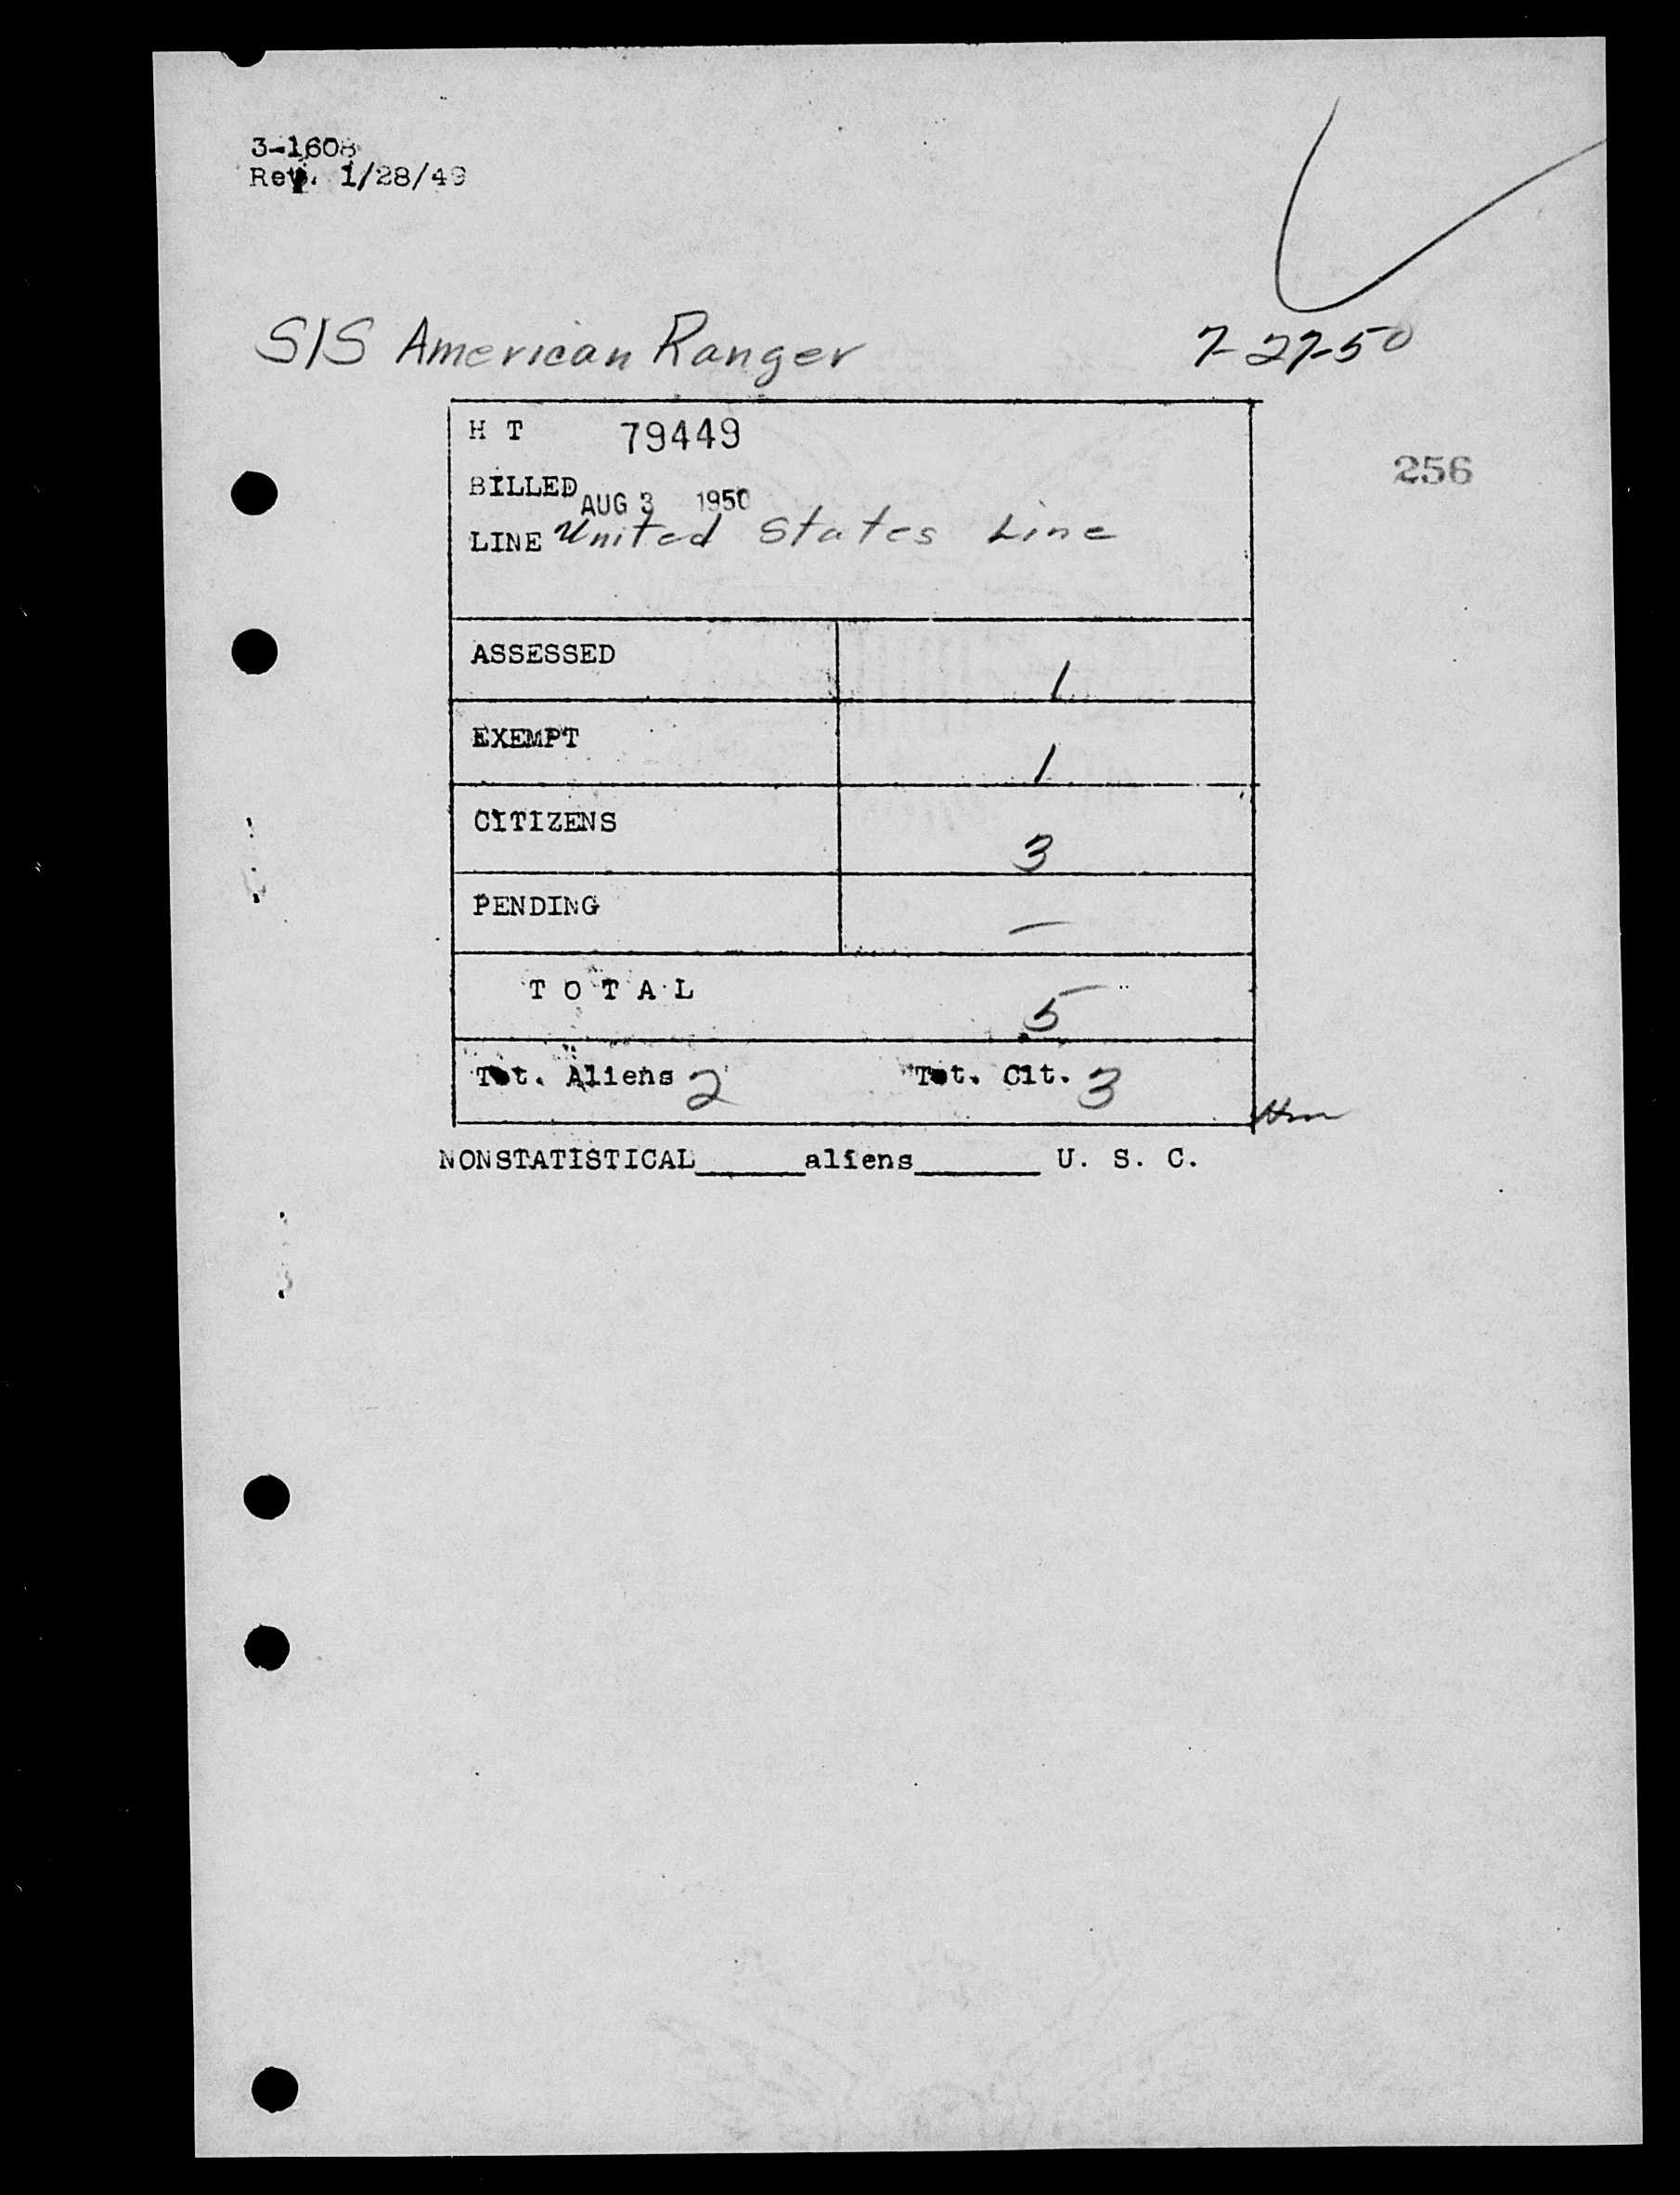 3-1608
Rev. 1/28/49
S/S American Ranger 7-27-50
H T 79449
256
BILLED AUG 3 1950
LINE United States Line
ASSESSED 1
EXEMPT 1
CITIZENS 3
PENDING —
T O T A L 5
Tot. Aliens 2 Tot. Cit. 3
NONSTATISTICAL______aliens_______ U. S. C.